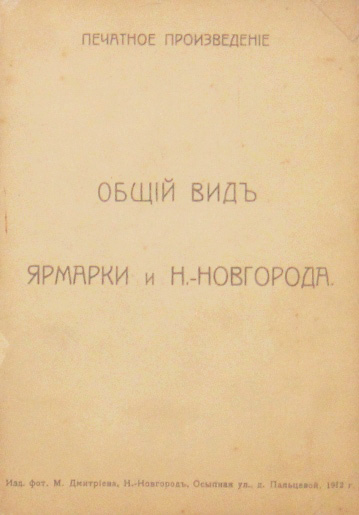 ПЕЧАТНОЕ ПРОИЗВЕДЕНІЕ
ОБЩІЙ ВИДЪ
ЯРМАРКИ и Н.-НОВГОРОДА.
Изд. фот. М. Дмитріева, Н.-Новгородъ, Осыпная ул., д. Пальцевой, 1912 г.